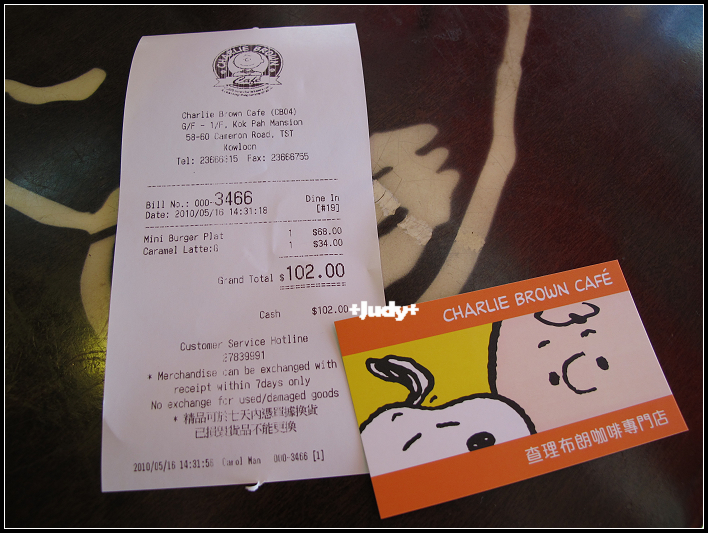 CHARLIE BROWN
Café
Charlie Brown Cafe (CB04)
G/F - 1/F, Kok Pah Mansion
58-60 Cameron Road, TST
Kowloon
Tel: 23666315 Fax: 23666755
Bill No.: 000-3466 Dine In
Date: 2010/05/16 14:31:18 [#19]
Mini Burger Plat 1 $68.00
Caramel Latte:G 1 $34.00
Grand Total $102.00
Cash $102.00
Customer Service Hotline
27839991
* Merchandise can be exchanged with
receipt within 7days only
No exchange for used/damaged goods
* 精品可於七天內憑單據換貨
已損壞貨品不能更換
2010/05/16 14:31:56 Carol Man 000-3466 [1]
+Judy+
CHARLIE BROWN CAFÉ
查理布朗咖啡專門店